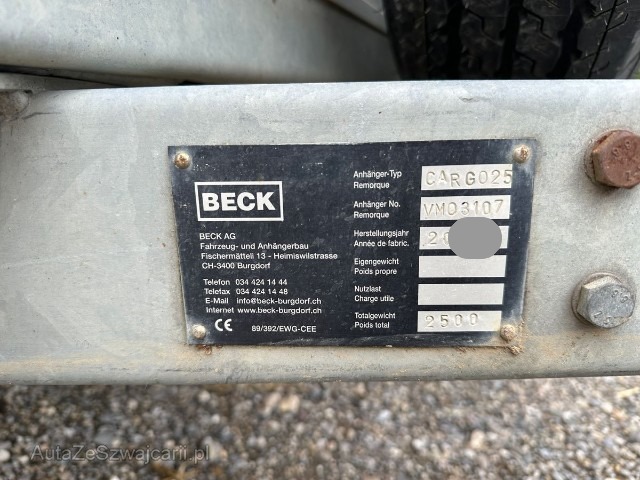 BECK
BECK AG
Fahrzeug- und Anhängerbau
Fischermätteli 13 - Heimiswilstrasse
CH-3400 Burgdorf
Telefon 034 424 14 44
Telefax 034 424 14 48
E-Mail info@beck-burgdorf.ch
Internet www.beck-burgdorf.ch
CE 89/392/EWG-CEE
Anhänger-Typ CARGO25
Remorque
Anhänger No. VM03107
Remorque
Herstellungsjahr 20
Année de fabric.
Eigengewicht
Poids propre
Nutzlast
Charge utile
Totalgewicht 2500
Poids total
AutaZeSzwajcarii.pl